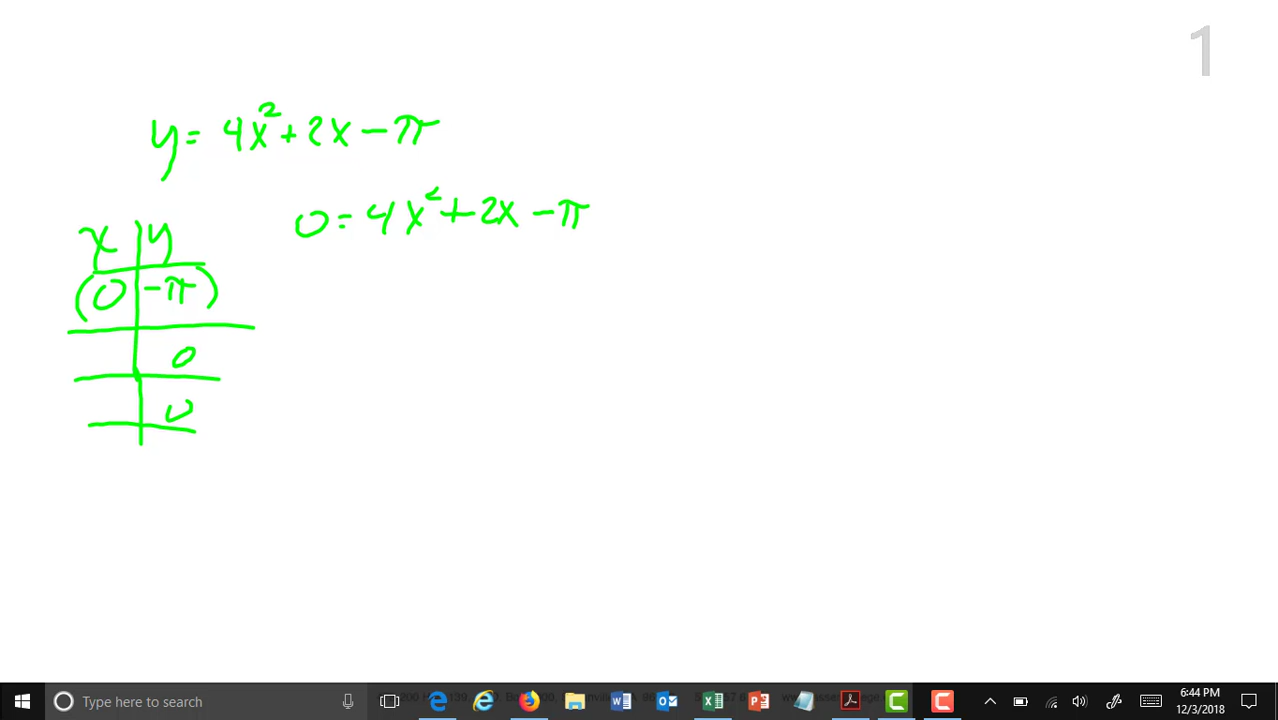 1
y = 4x² + 2x − π
0 = 4x² + 2x − π
x | y
(0 | −π)
0
0
Type here to search
6:44 PM
12/3/2018